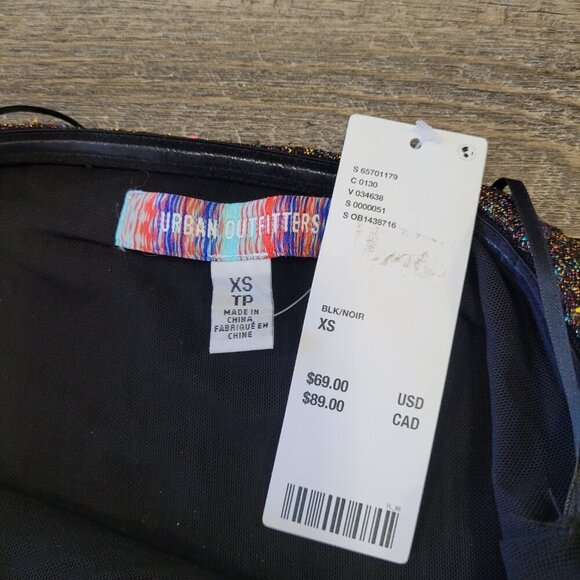 URBAN OUTFITTERS
XS
TP
MADE IN
CHINA
FABRIQUÉ EN
CHINE
S 65701179
C 0130
V 034638
S 0000051
S OB1438716
BLK/NOIR
XS
$69.00 USD
$89.00 CAD